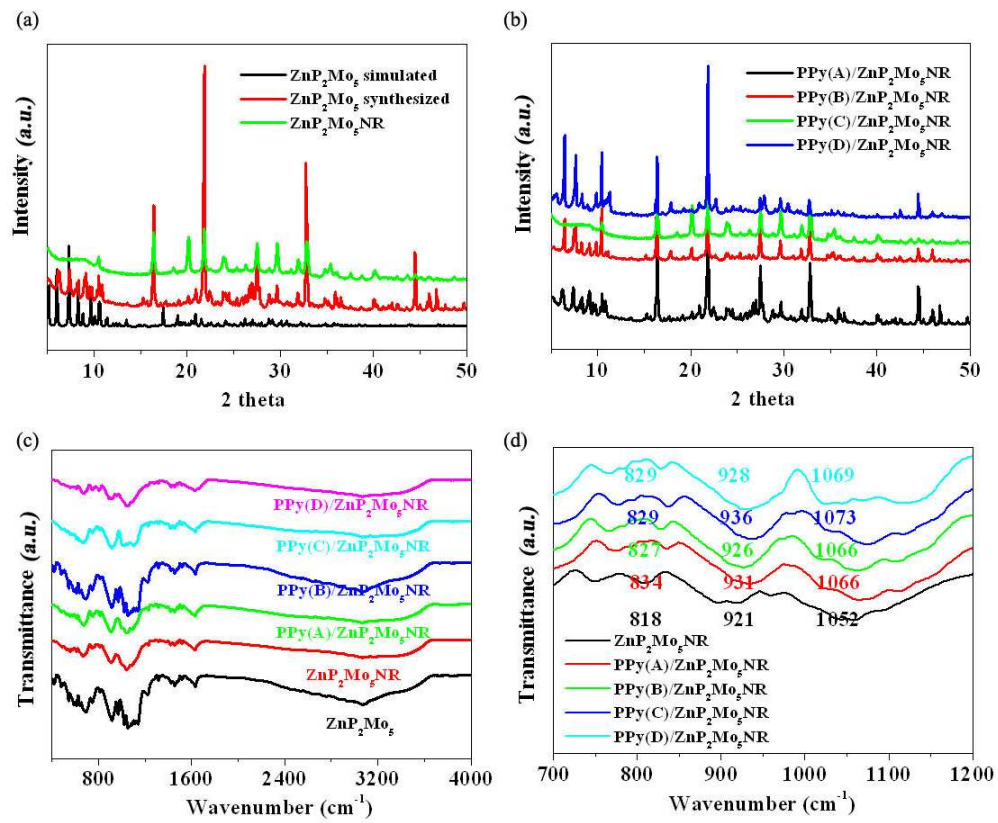 (a)
Intensity (a.u.)
ZnP₂Mo₅ simulated
ZnP₂Mo₅ synthesized
ZnP₂Mo₅NR
10 20 30 40 50
2 theta
(b)
Intensity (a.u.)
PPy(A)/ZnP₂Mo₅NR
PPy(B)/ZnP₂Mo₅NR
PPy(C)/ZnP₂Mo₅NR
PPy(D)/ZnP₂Mo₅NR
10 20 30 40 50
2 theta
(c)
Transmittance (a.u.)
PPy(D)/ZnP₂Mo₅NR
PPy(C)/ZnP₂Mo₅NR
PPy(B)/ZnP₂Mo₅NR
PPy(A)/ZnP₂Mo₅NR
ZnP₂Mo₅NR
ZnP₂Mo₅
800 1600 2400 3200 4000
Wavenumber (cm⁻¹)
(d)
Transmittance (a.u.)
829 928 1069
829 936 1073
827 926 1066
834 931 1066
818 921 1052
ZnP₂Mo₅NR
PPy(A)/ZnP₂Mo₅NR
PPy(B)/ZnP₂Mo₅NR
PPy(C)/ZnP₂Mo₅NR
PPy(D)/ZnP₂Mo₅NR
700 800 900 1000 1100 1200
Wavenumber (cm⁻¹)